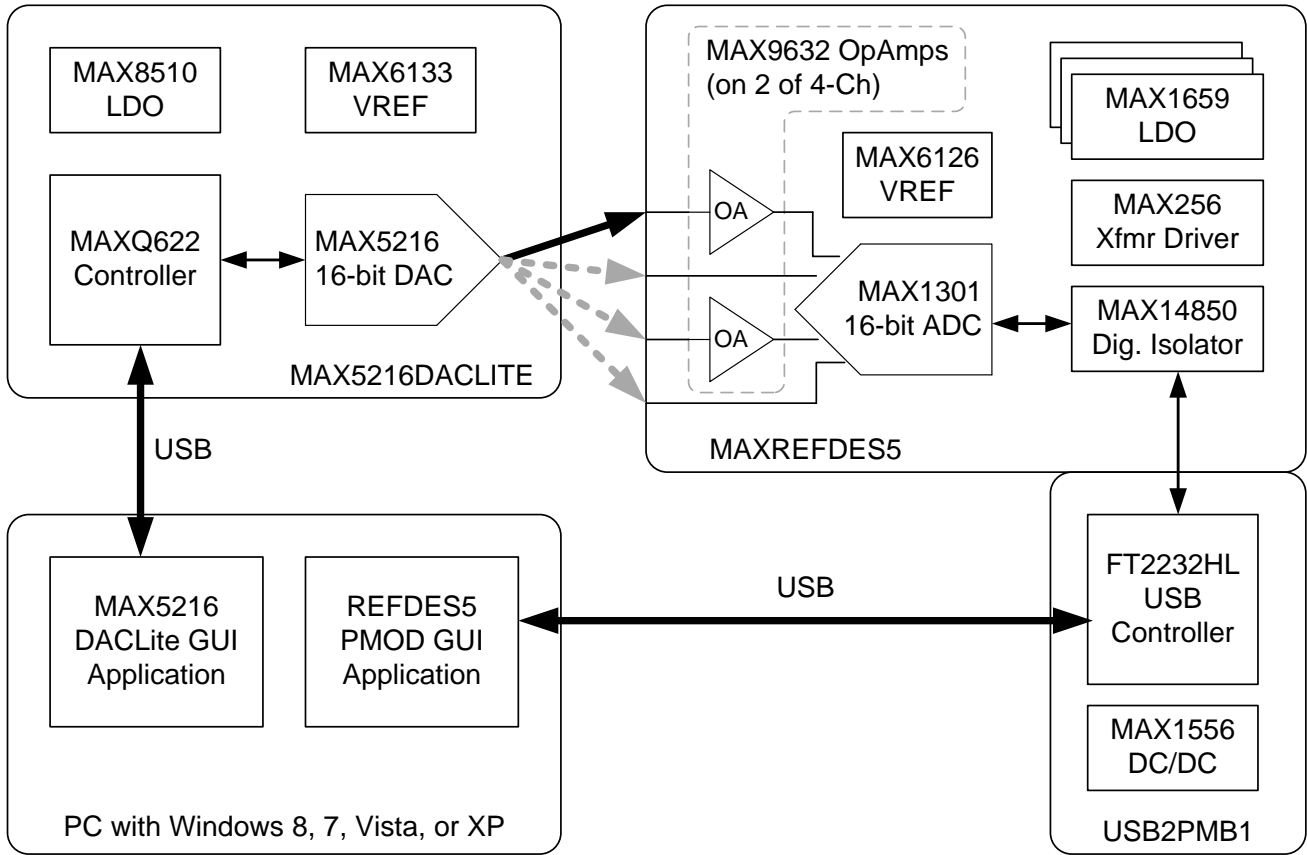 MAX8510
LDO
MAX6133
VREF
MAXQ622
Controller
MAX5216
16-bit DAC
MAX5216DACLITE
MAX9632 OpAmps
(on 2 of 4-Ch)
MAX1659
LDO
MAX6126
VREF
MAX256
Xfmr Driver
OA
MAX1301
16-bit ADC
MAX14850
Dig. Isolator
OA
MAXREFDES5
USB
MAX5216
DACLite GUI
Application
REFDES5
PMOD GUI
Application
USB
FT2232HL
USB
Controller
MAX1556
DC/DC
PC with Windows 8, 7, Vista, or XP
USB2PMB1